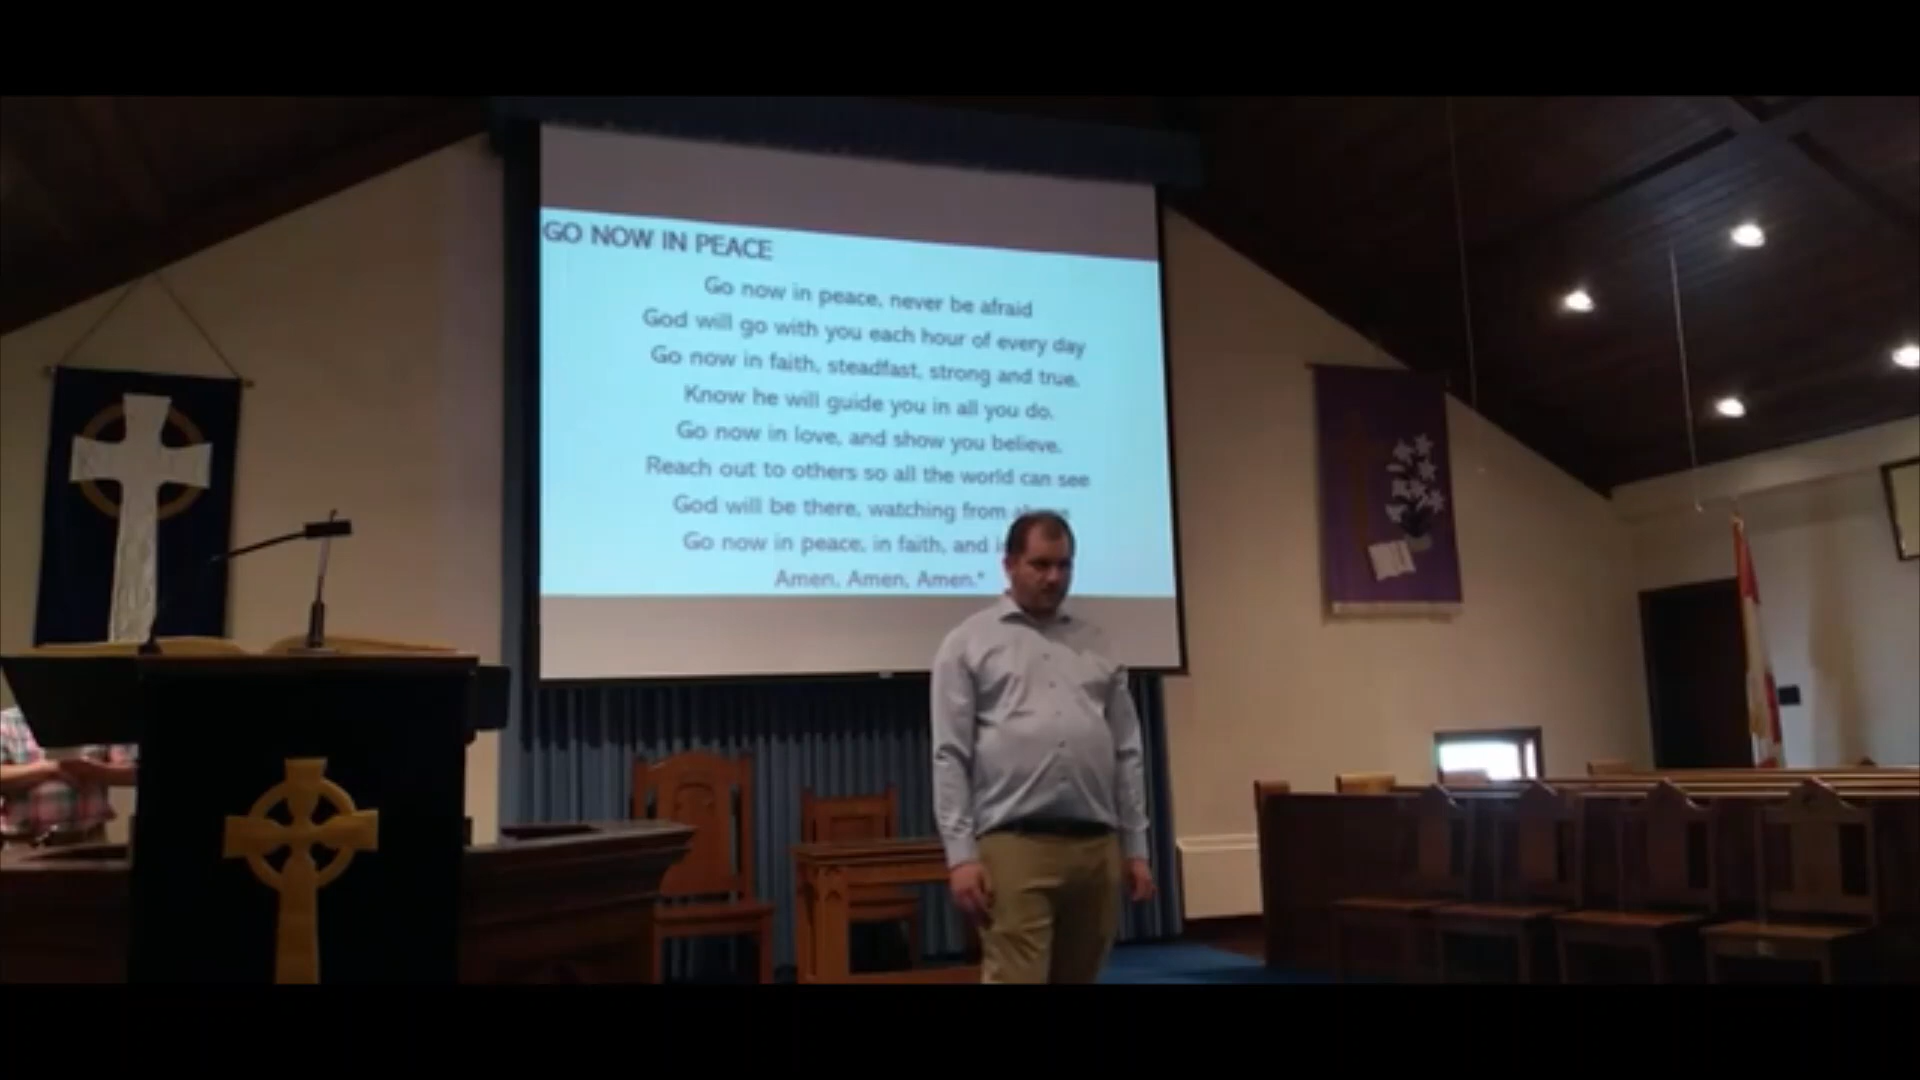 GO NOW IN PEACE
Go now in peace, never be afraid
God will go with you each hour of every day
Go now in faith, steadfast, strong and true.
Know he will guide you in all you do.
Go now in love, and show you believe.
Reach out to others so all the world can see
God will be there, watching from
Go now in peace, in faith, and
Amen. Amen, Amen.*